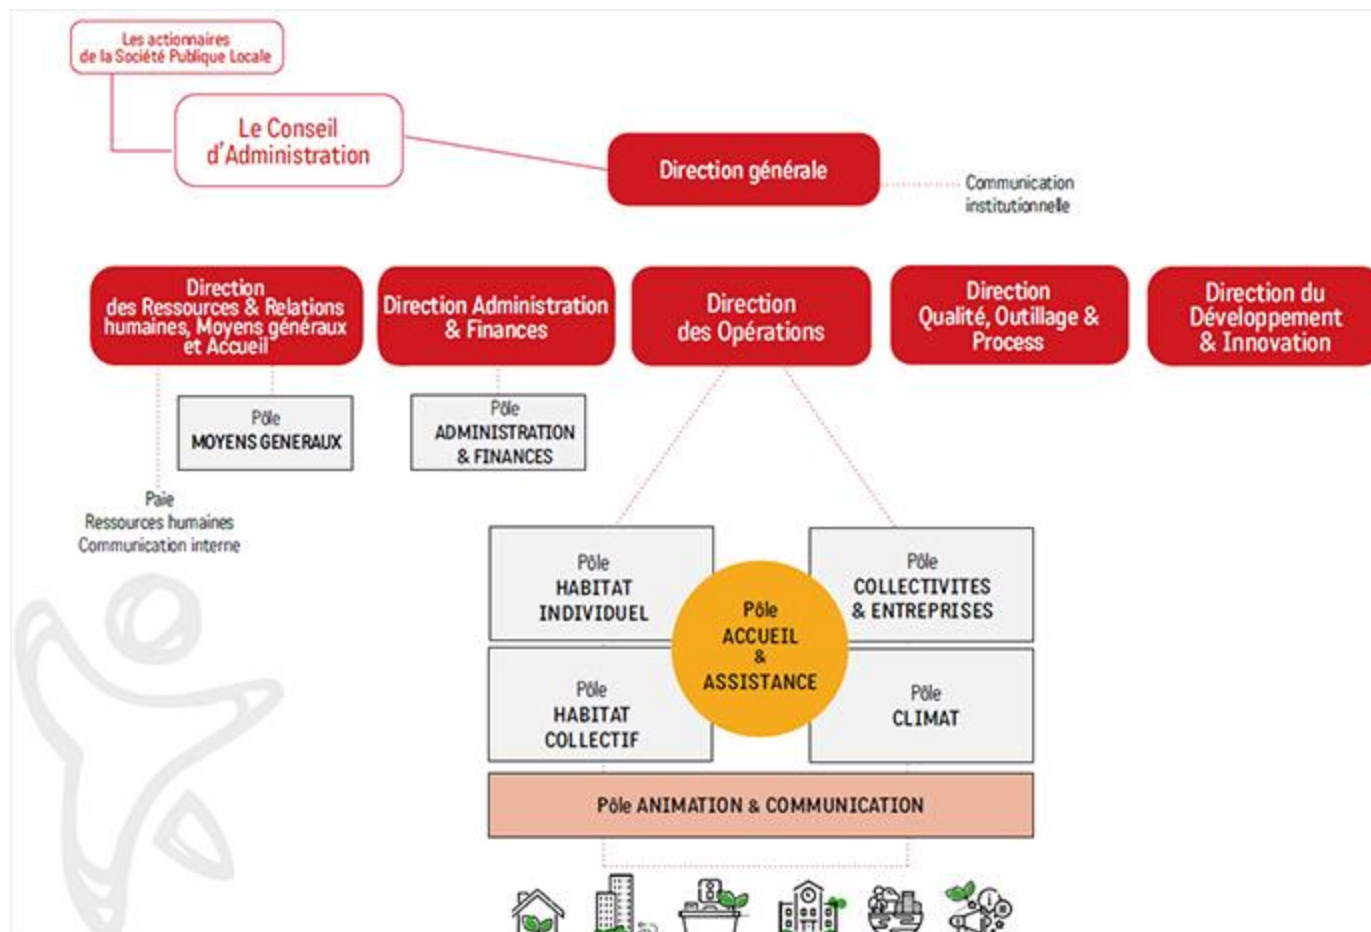 Les actionnaires
de la Société Publique Locale
Le Conseil
d'Administration
Direction générale
Communication
institutionnelle
Direction
des Ressources & Relations
humaines, Moyens généraux
et Accueil
Direction Administration
& Finances
Direction
des Opérations
Direction
Qualité, Outillage &
Process
Direction du
Développement
& Innovation
Pôle
MOYENS GENERAUX
Pôle
ADMINISTRATION
& FINANCES
Paie
Ressources humaines
Communication interne
Pôle
HABITAT
INDIVIDUEL
Pôle
ACCUEIL
&
ASSISTANCE
Pôle
COLLECTIVITES
& ENTREPRISES
Pôle
HABITAT
COLLECTIF
Pôle
CLIMAT
Pôle ANIMATION & COMMUNICATION